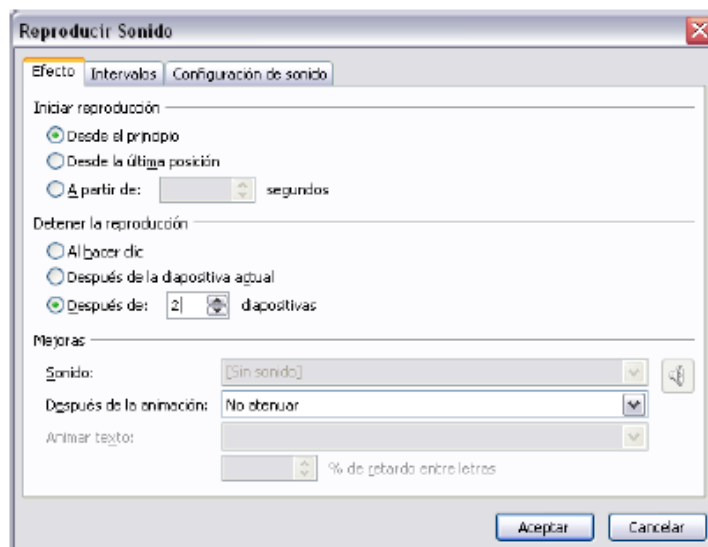 Reproducir Sonido
Efecto Intervalos Configuración de sonido
Iniciar reproducción
Desde el principio
Desde la última posición
A partir de: segundos
Detener la reproducción
Al hacer clic
Después de la diapositiva actual
Después de: 2 diapositivas
Mejoras
Sonido: [Sin sonido]
Después de la animación: No atenuar
Animar texto:
% de retardo entre letras
Aceptar Cancelar